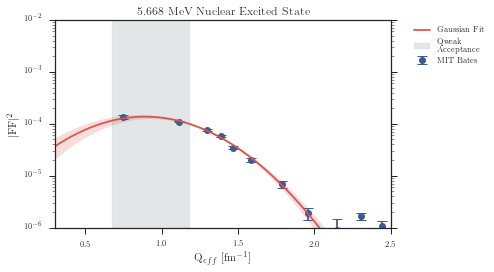 5.668 MeV Nuclear Excited State
|FF|²
10⁻²
10⁻³
10⁻⁴
10⁻⁵
10⁻⁶
0.5 1.0 1.5 2.0 2.5
Q_eff [fm⁻¹]
Gaussian Fit
Qweak
Acceptance
MIT Bates